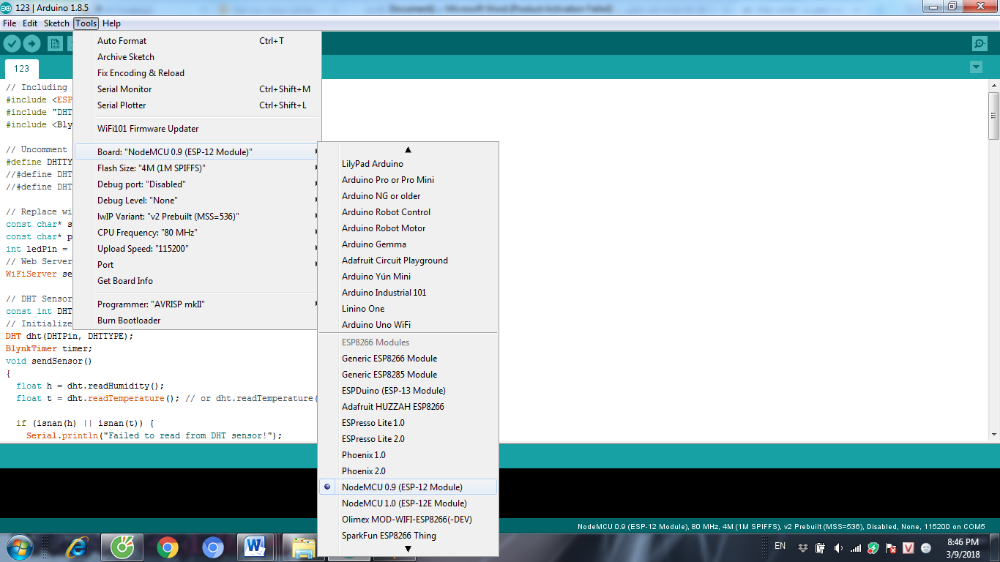 123 | Arduino 1.8.5
File Edit Sketch Tools Help
123
Auto Format Ctrl+T
Archive Sketch
Fix Encoding & Reload
Serial Monitor Ctrl+Shift+M
Serial Plotter Ctrl+Shift+L
WiFi101 Firmware Updater
Board: "NodeMCU 0.9 (ESP-12 Module)"
Flash Size: "4M (1M SPIFFS)"
Debug port: "Disabled"
Debug Level: "None"
lwIP Variant: "v2 Prebuilt (MSS=536)"
CPU Frequency: "80 MHz"
Upload Speed: "115200"
Port
Get Board Info
Programmer: "AVRISP mkII"
Burn Bootloader
LilyPad Arduino
Arduino Pro or Pro Mini
Arduino NG or older
Arduino Robot Control
Arduino Robot Motor
Arduino Gemma
Adafruit Circuit Playground
Arduino Yún Mini
Arduino Industrial 101
Linino One
Arduino Uno WiFi
ESP8266 Modules
Generic ESP8266 Module
Generic ESP8285 Module
ESPDuino (ESP-13 Module)
Adafruit HUZZAH ESP8266
ESPresso Lite 1.0
ESPresso Lite 2.0
Phoenix 1.0
Phoenix 2.0
NodeMCU 0.9 (ESP-12 Module)
NodeMCU 1.0 (ESP-12E Module)
Olimex MOD-WIFI-ESP8266(-DEV)
SparkFun ESP8266 Thing
// Including
#include <ESP
#include "DHT
#include <Bly
// Uncomment
#define DHTTY
//#define DHT
//#define DHT
// Replace wi
const char* s
const char* p
int ledPin =
// Web Server
WiFiServer se
// DHT Sensor
const int DHT
// Initialize
DHT dht(DHTPin, DHTTYPE);
BlynkTimer timer;
void sendSensor()
{
float h = dht.readHumidity();
float t = dht.readTemperature(); // or dht.readTemperature(
if (isnan(h) || isnan(t)) {
Serial.println("Failed to read from DHT sensor!");
NodeMCU 0.9 (ESP-12 Module), 80 MHz, 4M (1M SPIFFS), v2 Prebuilt (MSS=536), Disabled, None, 115200 on COM5
EN
8:46 PM
3/9/2018